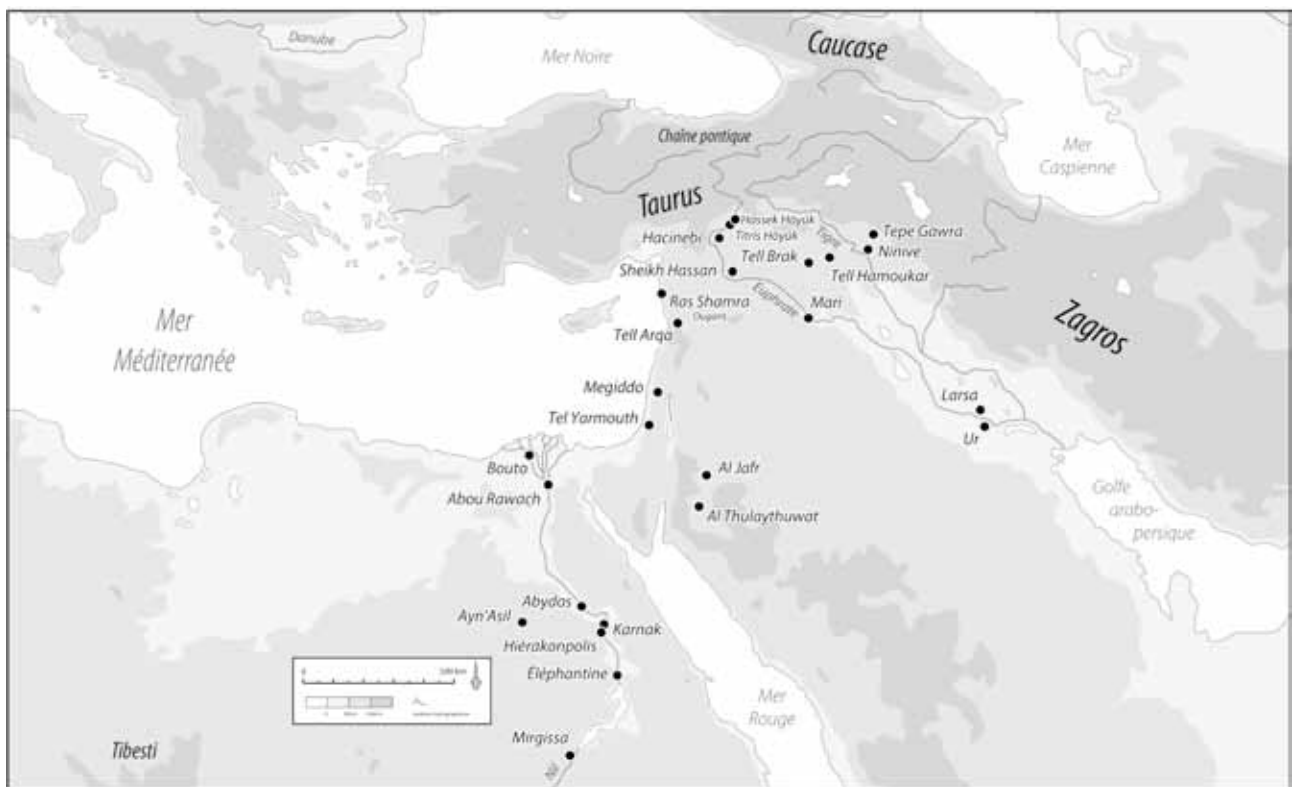 Danube
Mer Noire
Caucase
Chaîne pontique
Mer
Caspienne
Taurus
Hassek Höyük
Titris Höyük
Hacinebi
Tigre
Tepe Gawra
Ninive
Tell Brak
Tell Hamoukar
Sheikh Hassan
Euphrate
Mari
Ras Shamra
Ougarit
Tell Arqa
Zagros
Mer
Méditerranée
Megiddo
Tel Yarmouth
Larsa
Ur
Bouto
Abou Rawach
Al Jafr
Al Thulaythuwat
Golfe
arabo-
persique
Abydas
Ayn'Asil
Karnak
Hiérakonpolis
Éléphantine
0
Mer
Rouge
Mirgissa
Tibesti
Nil